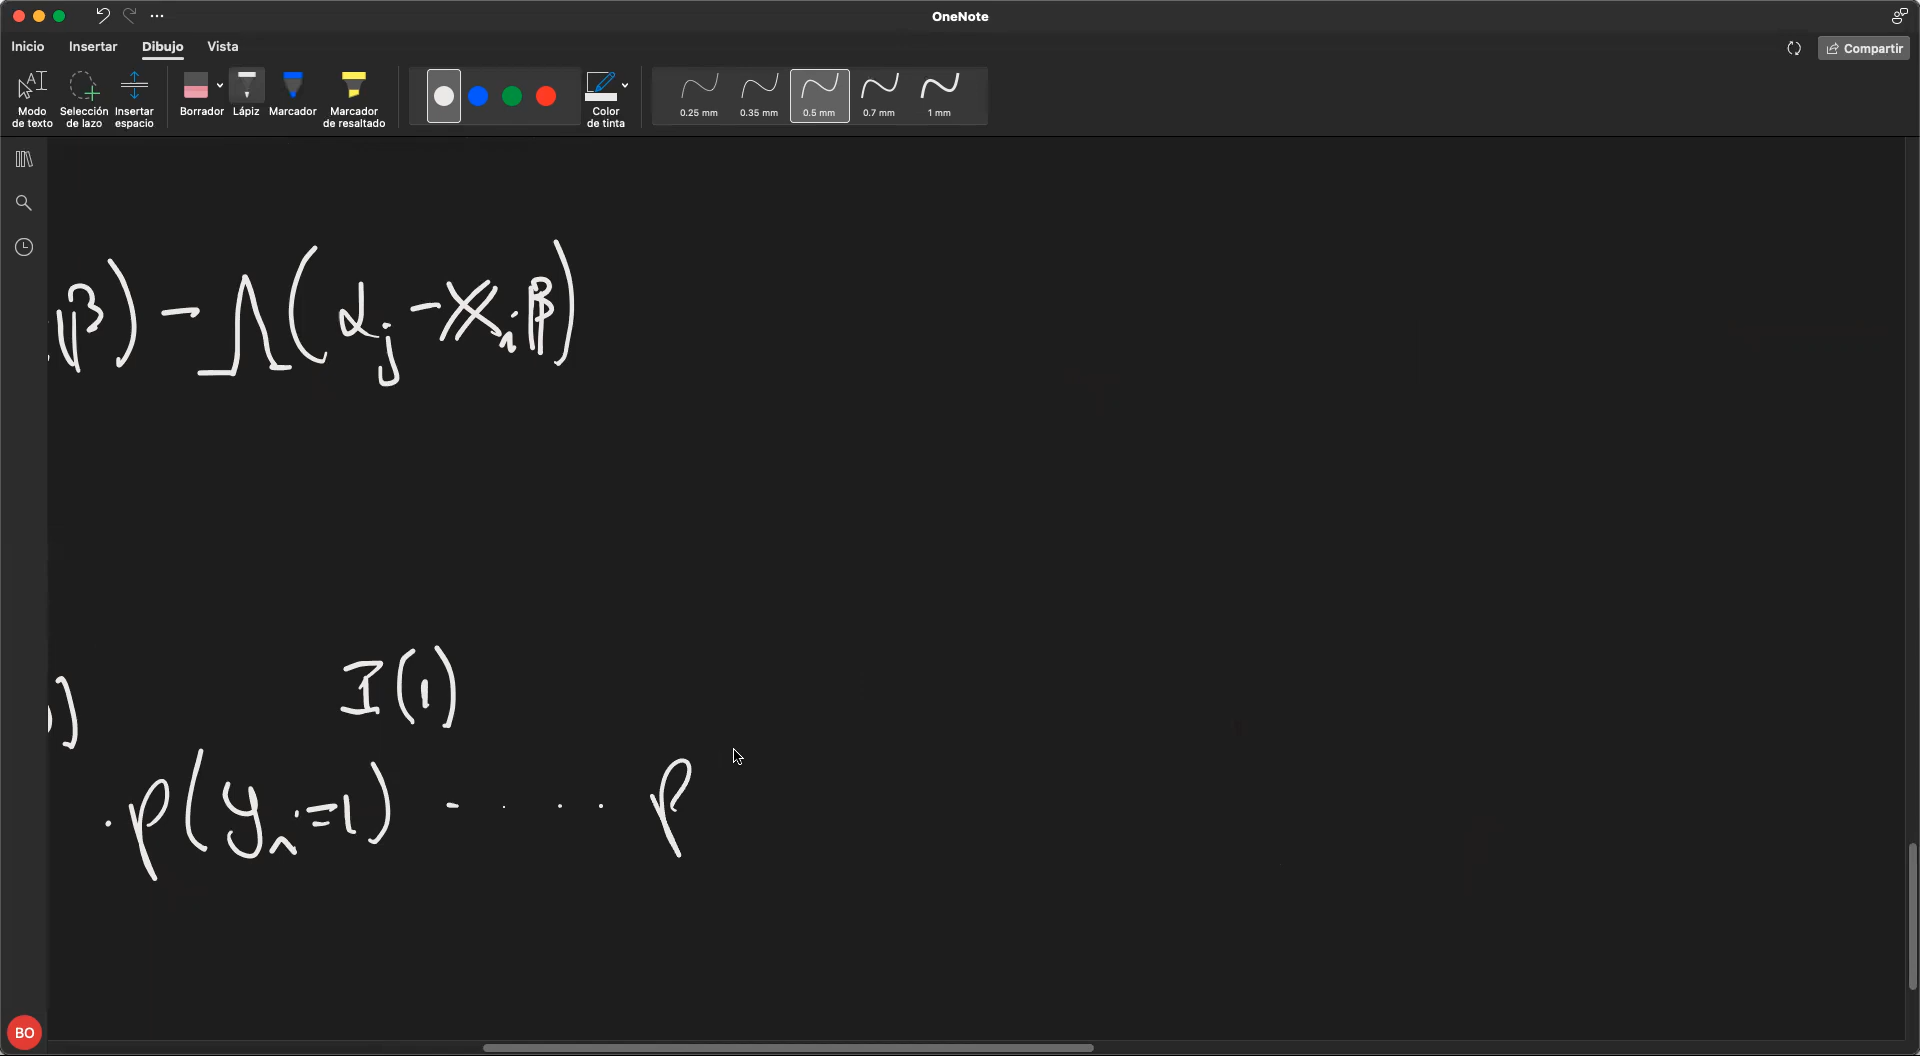 OneNote
Inicio Insertar Dibujo Vista
Compartir
Modo de texto
Selección de lazo
Insertar espacio
Borrador
Lápiz
Marcador
Marcador de resaltado
Color de tinta
0.25 mm
0.35 mm
0.5 mm
0.7 mm
1 mm
β) - Λ(αj - Xiβ)
)] I(1)
. p(yi=1) - . . . p
BO